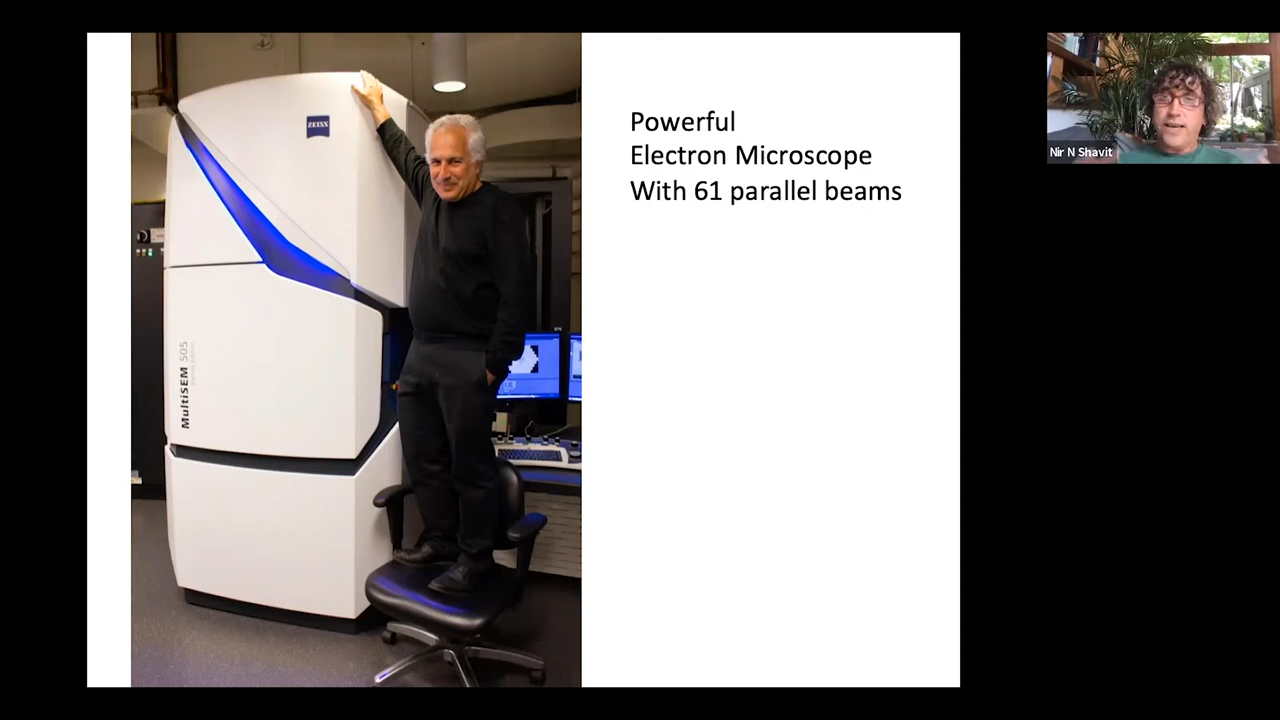 Powerful
Electron Microscope
With 61 parallel beams
ZEISS
MultiSEM 505
Nir N Shavit